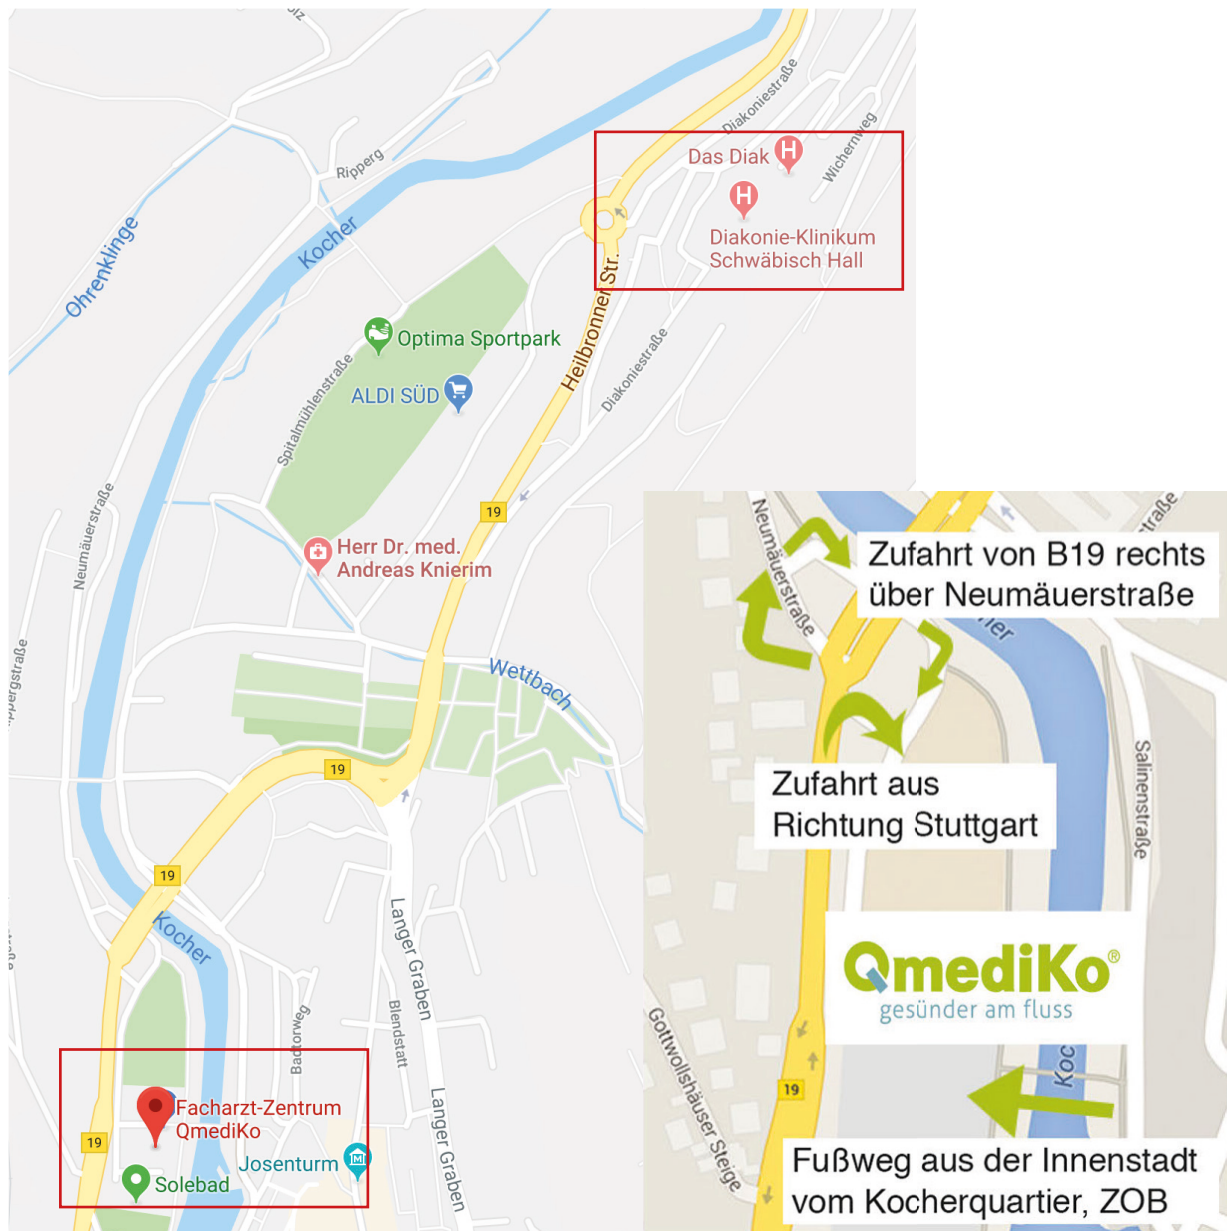 Diakoniestraße
Das Diak
H
Wichernweg
H
Diakonie-Klinikum
Schwäbisch Hall
Ripperg
Ohrenklinge
Kocher
Heilbronner Str.
Optima Sportpark
ALDI SÜD
Spitalmühlenstraße
Diakoniestraße
Neumäuerstraße
19
Herr Dr. med.
Andreas Knierim
Wettbach
19
19
Kocher
Langer Graben
Badtorweg
Blendstatt
Langer Graben
Facharzt-Zentrum
QmediKo
19
Josenturm
Solebad
Neumäuerstraße
Zufahrt von B19 rechts
über Neumäuerstraße
Zufahrt aus
Richtung Stuttgart
Salinenstraße
QmediKo®
gesünder am fluss
Gottwollshäuser Steige
19
Fußweg aus der Innenstadt
vom Kocherquartier, ZOB